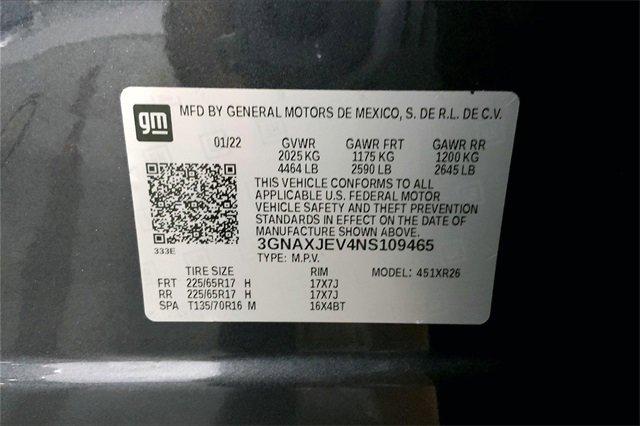 gm
MFD BY GENERAL MOTORS DE MEXICO, S. DE R.L. DE C.V.
01/22 GVWR GAWR FRT GAWR RR
2025 KG 1175 KG 1200 KG
4464 LB 2590 LB 2645 LB
THIS VEHICLE CONFORMS TO ALL
APPLICABLE U.S. FEDERAL MOTOR
VEHICLE SAFETY AND THEFT PREVENTION
STANDARDS IN EFFECT ON THE DATE OF
MANUFACTURE SHOWN ABOVE.
333E 3GNAXJEV4NS109465
TYPE: M.P.V.
TIRE SIZE RIM MODEL: 451XR26
FRT 225/65R17 H 17X7J
RR 225/65R17 H 17X7J
SPA T135/70R16 M 16X4BT